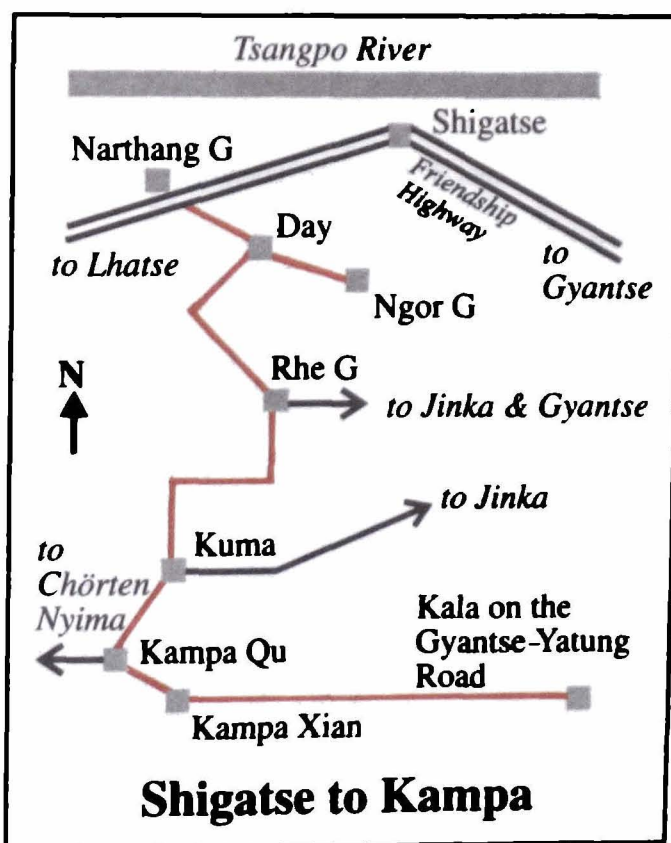 Tsangpo River
Shigatse
Narthang G
Friendship
Highway
Day
to Lhatse
to
Gyantse
Ngor G
Rhe G
N
to Jinka & Gyantse
to Jinka
Kuma
to
Chörten
Nyima
Kala on the
Gyantse-Yatung
Road
Kampa Qu
Kampa Xian
Shigatse to Kampa